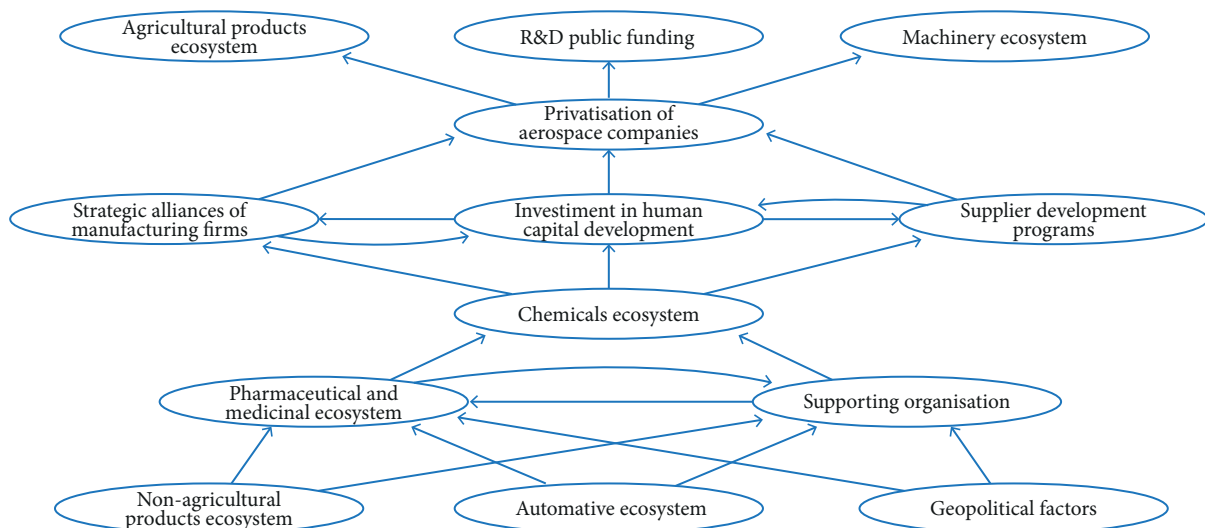 Agricultural products
ecosystem
R&D public funding
Machinery ecosystem
Privatisation of
aerospace companies
Strategic alliances of
manufacturing firms
Investiment in human
capital development
Supplier development
programs
Chemicals ecosystem
Pharmaceutical and
medicinal ecosystem
Supporting organisation
Non-agricultural
products ecosystem
Automative ecosystem
Geopolitical factors